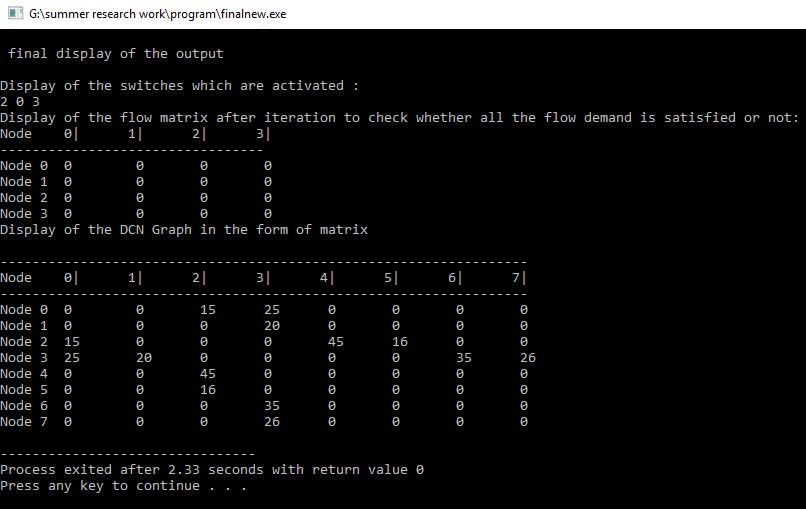 G:\summer research work\program\finalnew.exe
final display of the output
Display of the switches which are activated :
2 0 3
Display of the flow matrix after iteration to check whether all the flow demand is satisfied or not:
Node    0|      1|      2|      3|
---------------------------------
Node 0  0        0       0       0
Node 1  0        0       0       0
Node 2  0        0       0       0
Node 3  0        0       0       0
Display of the DCN Graph in the form of matrix
------------------------------------------------------------------
Node    0|      1|      2|      3|      4|      5|      6|      7|
------------------------------------------------------------------
Node 0  0        0       15      25      0       0       0       0
Node 1  0        0       0       20      0       0       0       0
Node 2  15       0       0       0       45      16      0       0
Node 3  25       20      0       0       0       0       35      26
Node 4  0        0       45      0       0       0       0       0
Node 5  0        0       16      0       0       0       0       0
Node 6  0        0       0       35      0       0       0       0
Node 7  0        0       0       26      0       0       0       0
--------------------------------
Process exited after 2.33 seconds with return value 0
Press any key to continue . . .